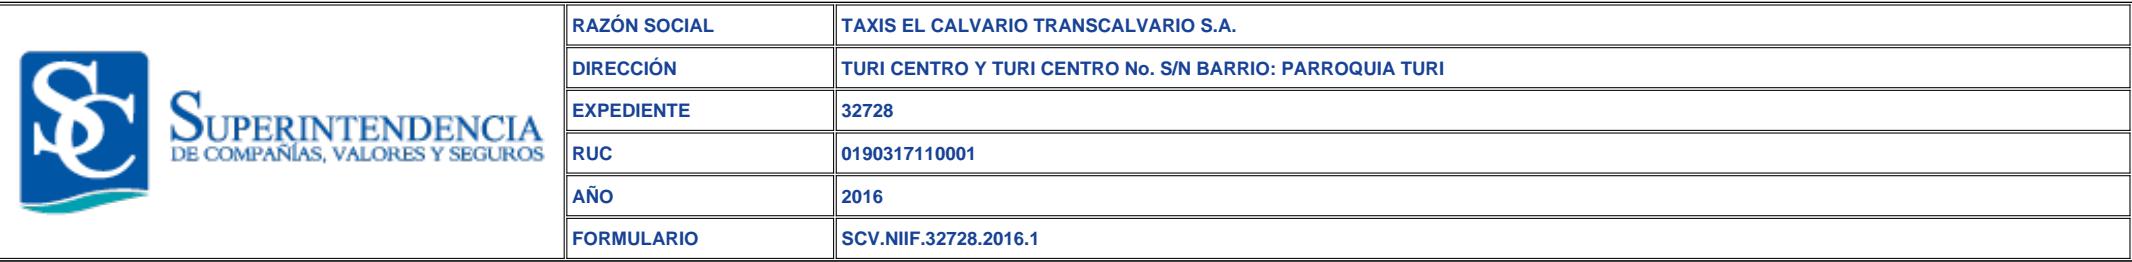 SC
SUPERINTENDENCIA
DE COMPAÑÍAS, VALORES Y SEGUROS
RAZÓN SOCIAL TAXIS EL CALVARIO TRANSCALVARIO S.A.
DIRECCIÓN TURI CENTRO Y TURI CENTRO No. S/N BARRIO: PARROQUIA TURI
EXPEDIENTE 32728
RUC 0190317110001
AÑO 2016
FORMULARIO SCV.NIIF.32728.2016.1